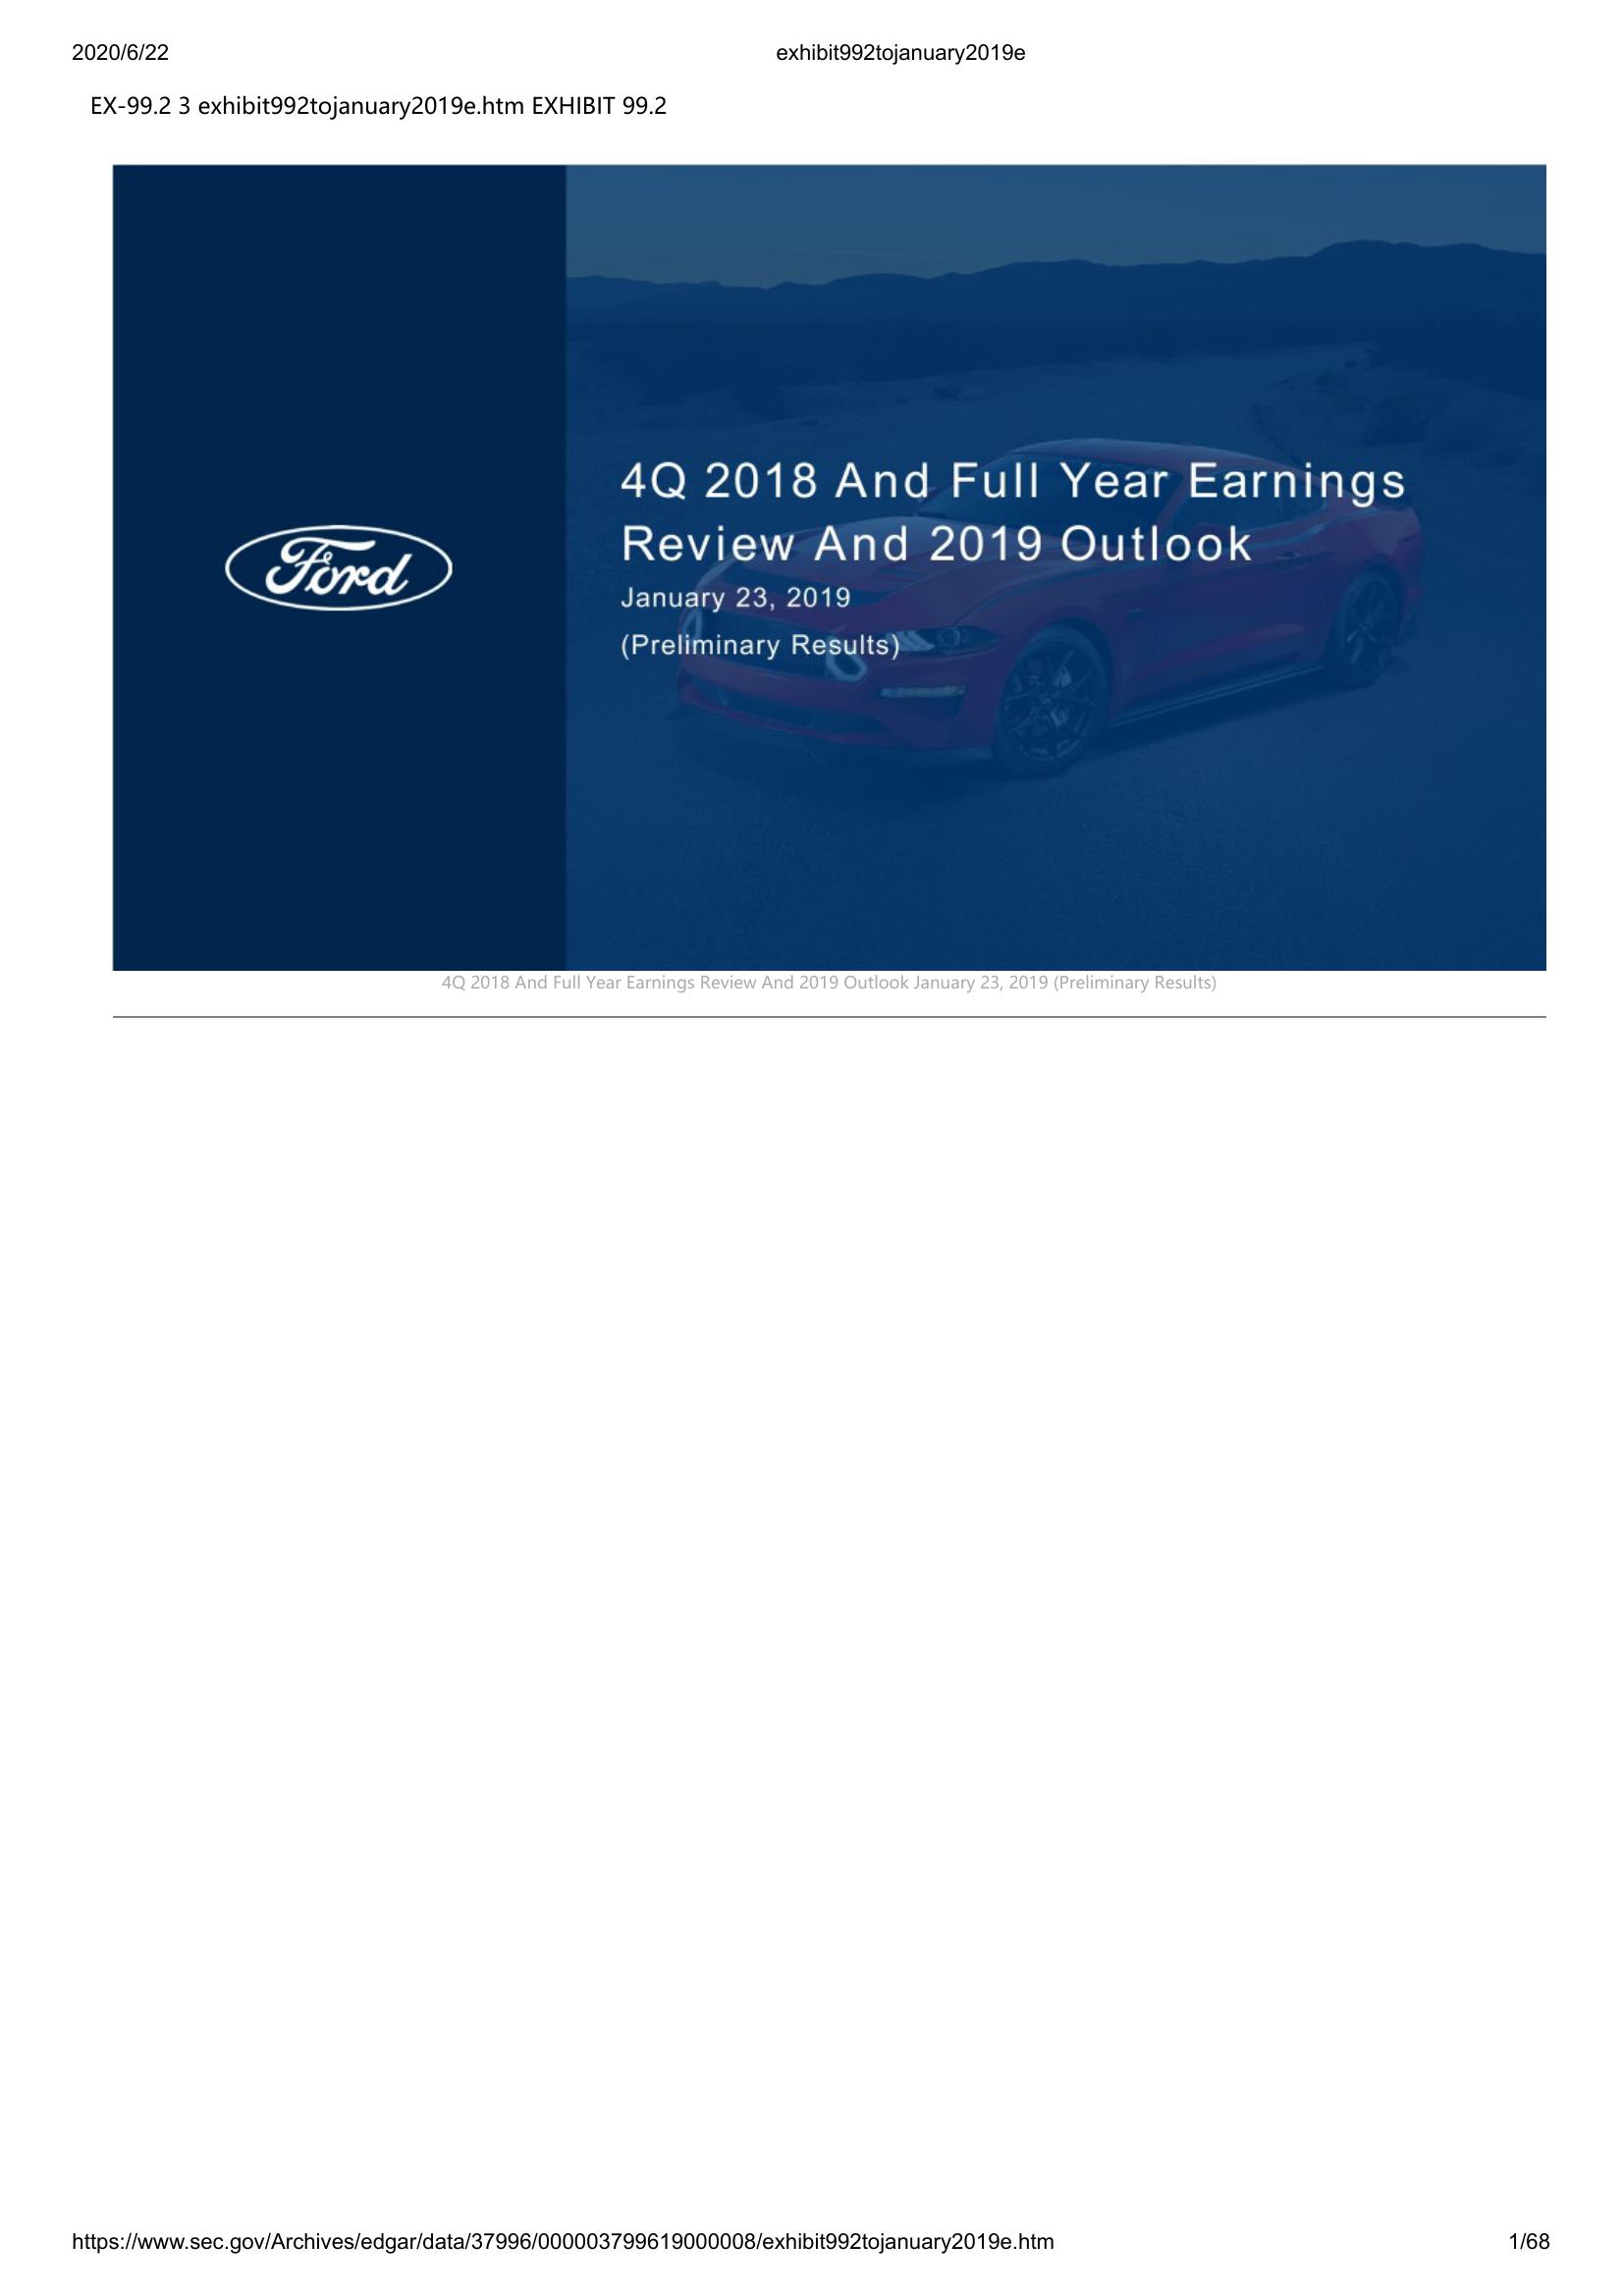 2020/6/22 exhibit992tojanuary2019e
EX-99.2 3 exhibit992tojanuary2019e.htm EXHIBIT 99.2
Ford
4Q 2018 And Full Year Earnings
Review And 2019 Outlook
January 23, 2019
(Preliminary Results)
4Q 2018 And Full Year Earnings Review And 2019 Outlook January 23, 2019 (Preliminary Results)
https://www.sec.gov/Archives/edgar/data/37996/000003799619000008/exhibit992tojanuary2019e.htm 1/68